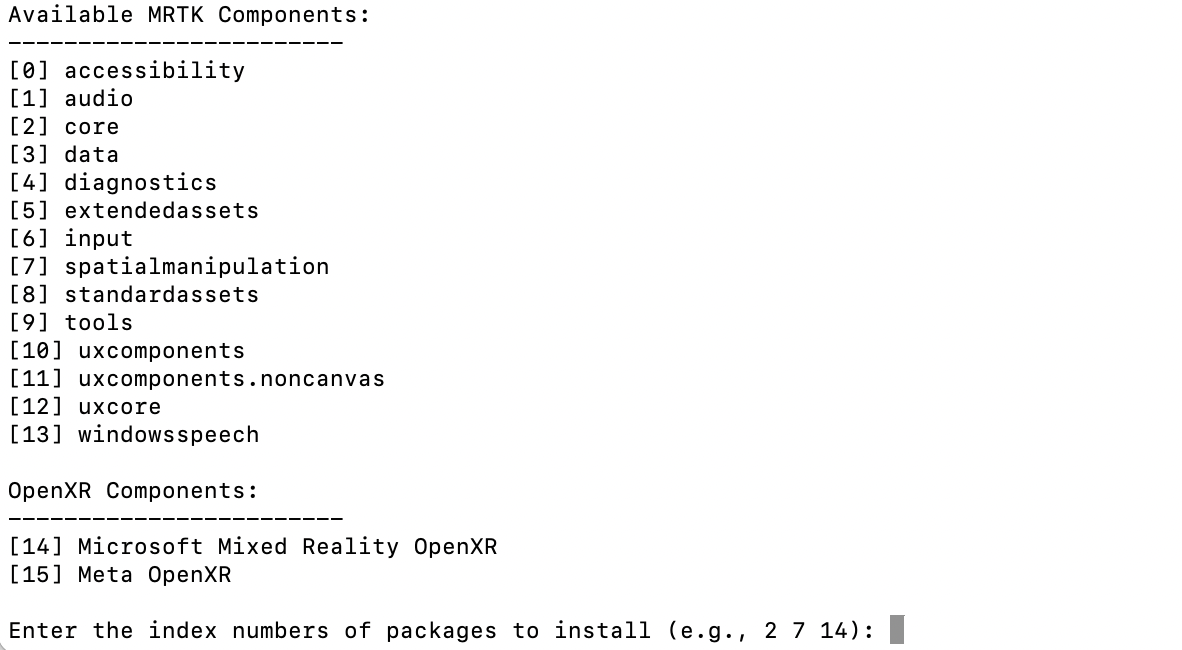 Available MRTK Components:
------------------------
[0] accessibility
[1] audio
[2] core
[3] data
[4] diagnostics
[5] extendedassets
[6] input
[7] spatialmanipulation
[8] standardassets
[9] tools
[10] uxcomponents
[11] uxcomponents.noncanvas
[12] uxcore
[13] windowsspeech
OpenXR Components:
------------------------
[14] Microsoft Mixed Reality OpenXR
[15] Meta OpenXR
Enter the index numbers of packages to install (e.g., 2 7 14):